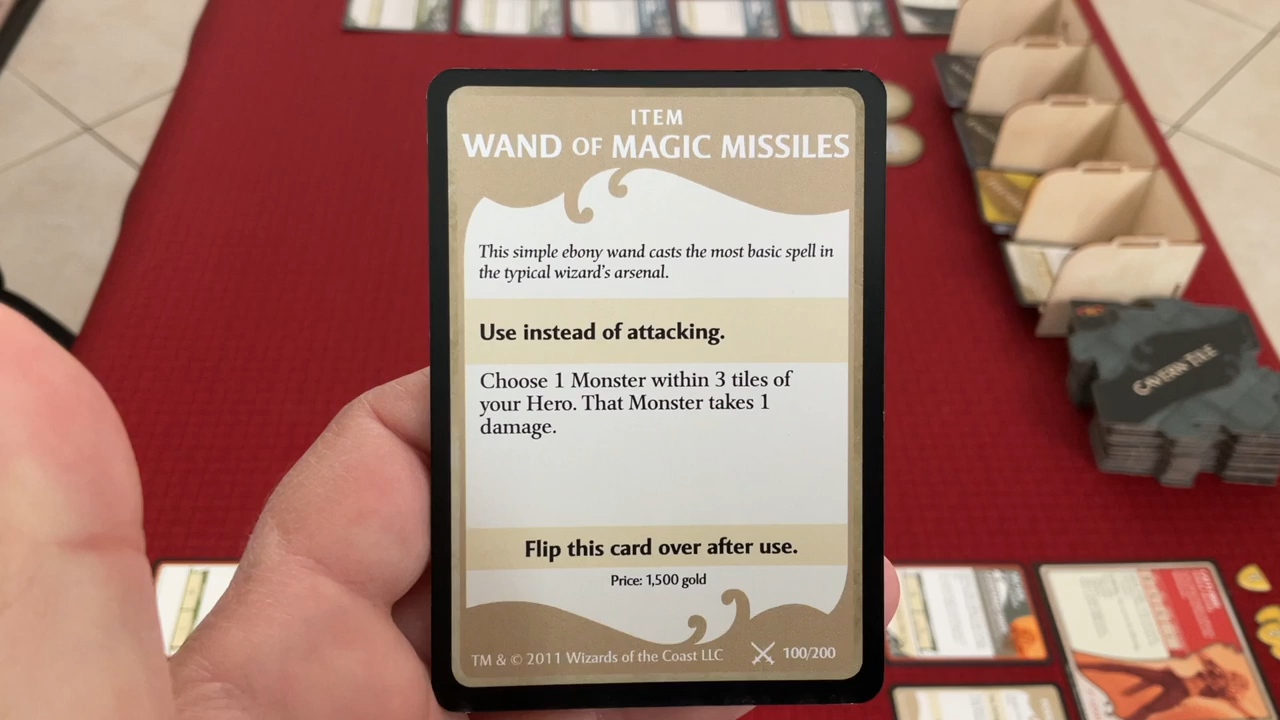 ITEM
WAND OF MAGIC MISSILES
This simple ebony wand casts the most basic spell in
the typical wizard's arsenal.
Use instead of attacking.
Choose 1 Monster within 3 tiles of
your Hero. That Monster takes 1
damage.
Flip this card over after use.
Price: 1,500 gold
TM & © 2011 Wizards of the Coast LLC
100/200
CAVERN TILE